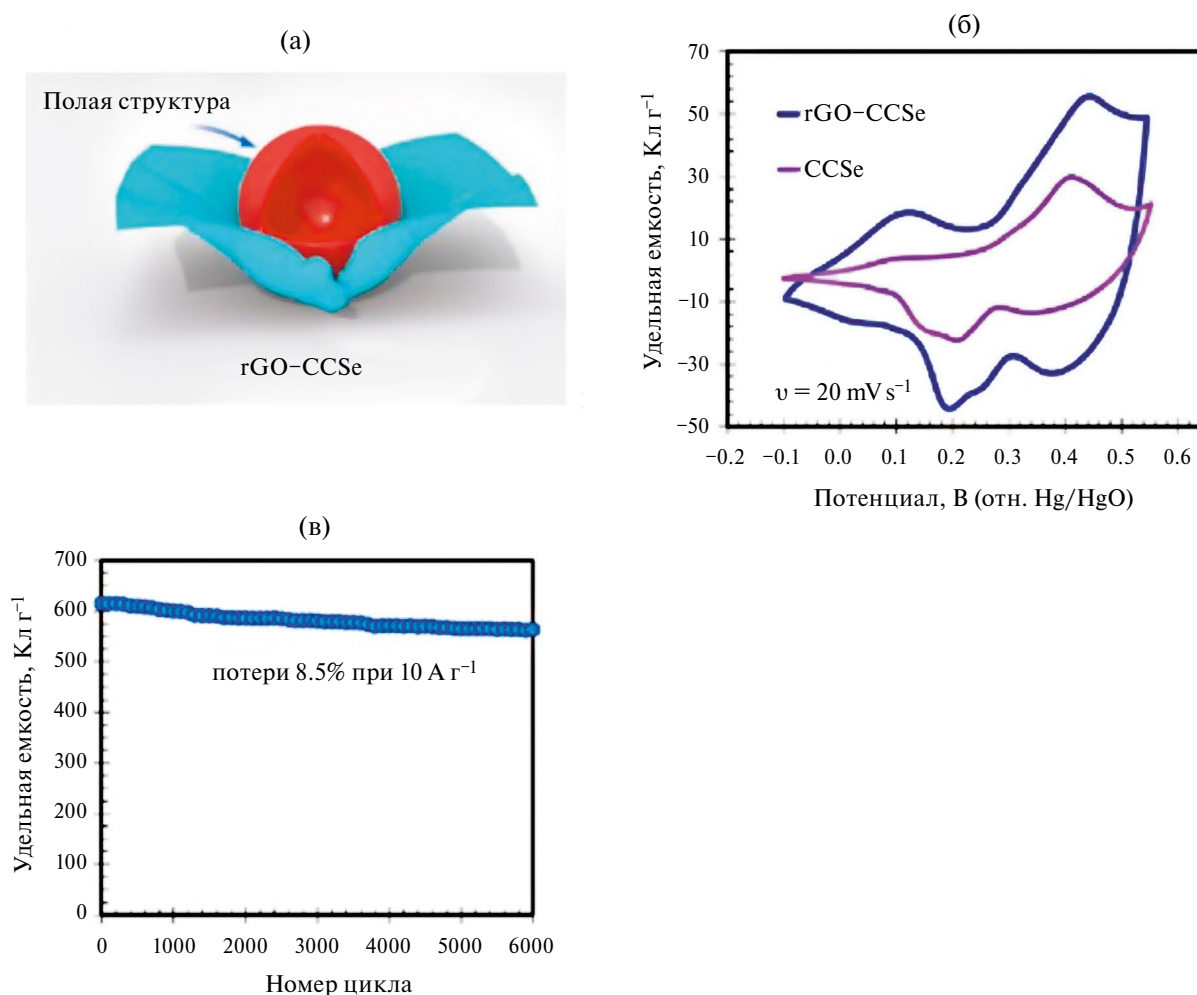 (а)
Полая структура
rGO−CCSe
(б)
Удельная емкость, Кл г⁻¹
70
50
30
10
−10
−30
−50
rGO−CCSe
CCSe
υ = 20 mV s⁻¹
−0.2 −0.1 0.0 0.1 0.2 0.3 0.4 0.5 0.6
Потенциал, В (отн. Hg/HgO)
(в)
Удельная емкость, Кл г⁻¹
700
600
500
400
300
200
100
0
потери 8.5% при 10 А г⁻¹
0 1000 2000 3000 4000 5000 6000
Номер цикла